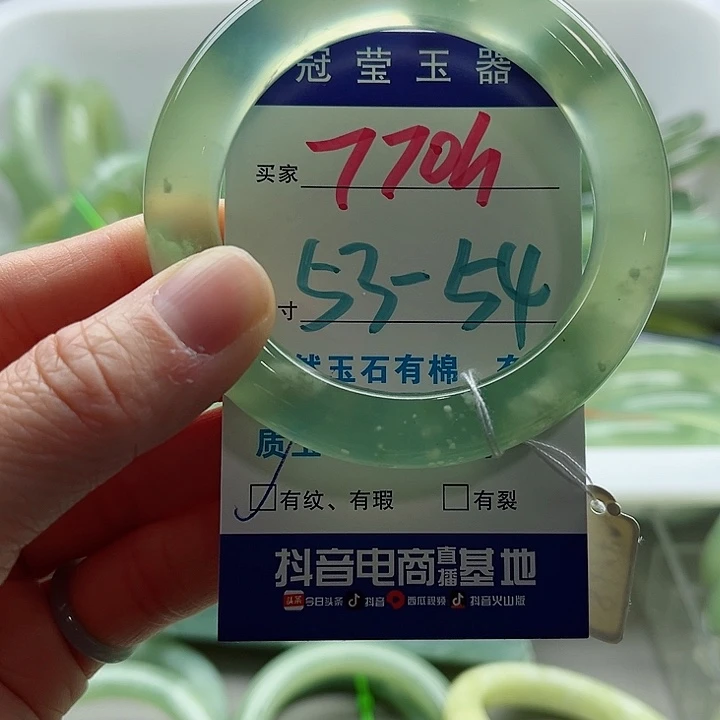 冠莹玉器
买家 770h
寸 53-54
然玉石有棉
质
有纹、有瑕 有裂
抖音电商直播基地
今日头条 抖音 西瓜视频 抖音火山版